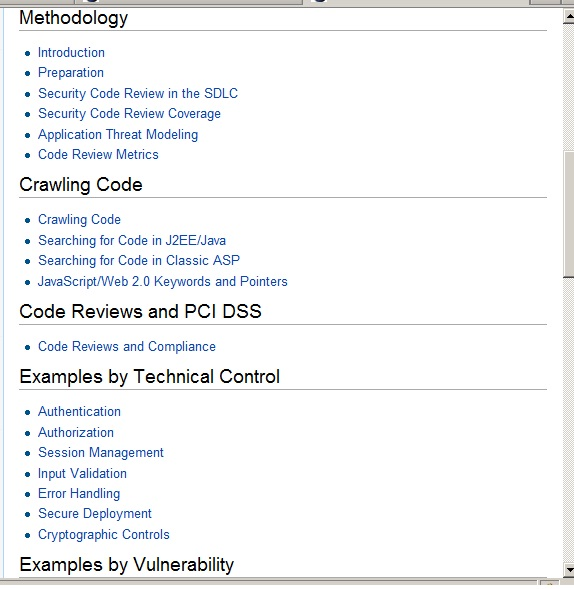 Methodology
Introduction
Preparation
Security Code Review in the SDLC
Security Code Review Coverage
Application Threat Modeling
Code Review Metrics
Crawling Code
Crawling Code
Searching for Code in J2EE/Java
Searching for Code in Classic ASP
JavaScript/Web 2.0 Keywords and Pointers
Code Reviews and PCI DSS
Code Reviews and Compliance
Examples by Technical Control
Authentication
Authorization
Session Management
Input Validation
Error Handling
Secure Deployment
Cryptographic Controls
Examples by Vulnerability